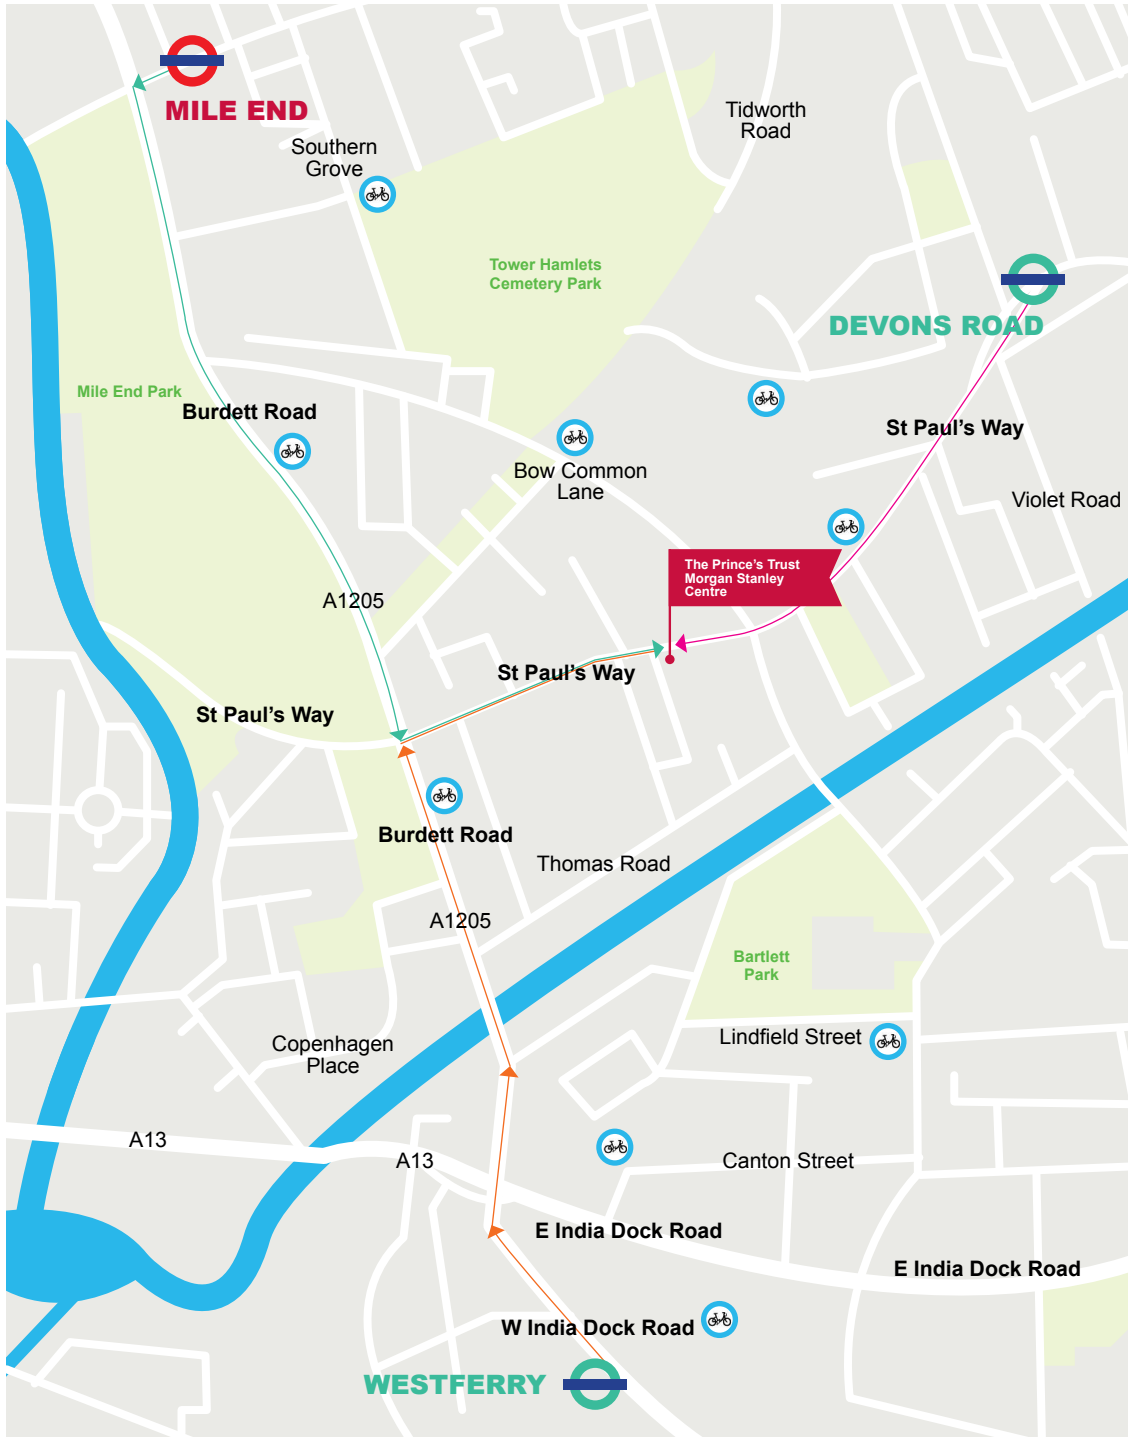 MILE END
Southern
Grove
Tidworth
Road
Tower Hamlets
Cemetery Park
DEVONS ROAD
Mile End Park
Burdett Road
St Paul's Way
Bow Common
Lane
Violet Road
The Prince's Trust
Morgan Stanley
Centre
A1205
St Paul's Way
St Paul's Way
Burdett Road
Thomas Road
A1205
Bartlett
Park
Lindfield Street
Copenhagen
Place
A13
A13
Canton Street
E India Dock Road
E India Dock Road
W India Dock Road
WESTFERRY